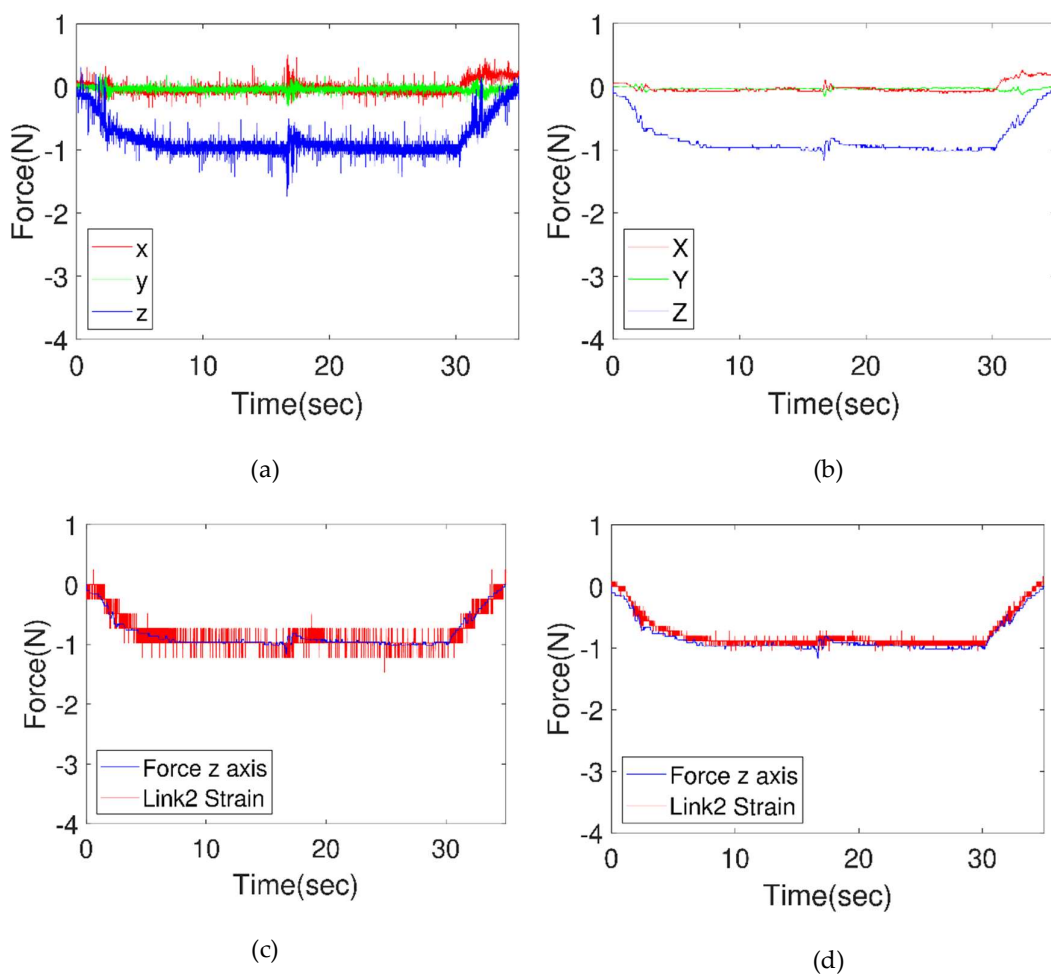 1
0
-1
-2
-3
-4
Force(N)
x
y
z
0 10 20 30
Time(sec)
(a)
1
0
-1
-2
-3
-4
Force(N)
X
Y
Z
0 10 20 30
Time(sec)
(b)
1
0
-1
-2
-3
-4
Force(N)
Force z axis
Link2 Strain
0 10 20 30
Time(sec)
(c)
1
0
-1
-2
-3
-4
Force(N)
Force z axis
Link2 Strain
0 10 20 30
Time(sec)
(d)